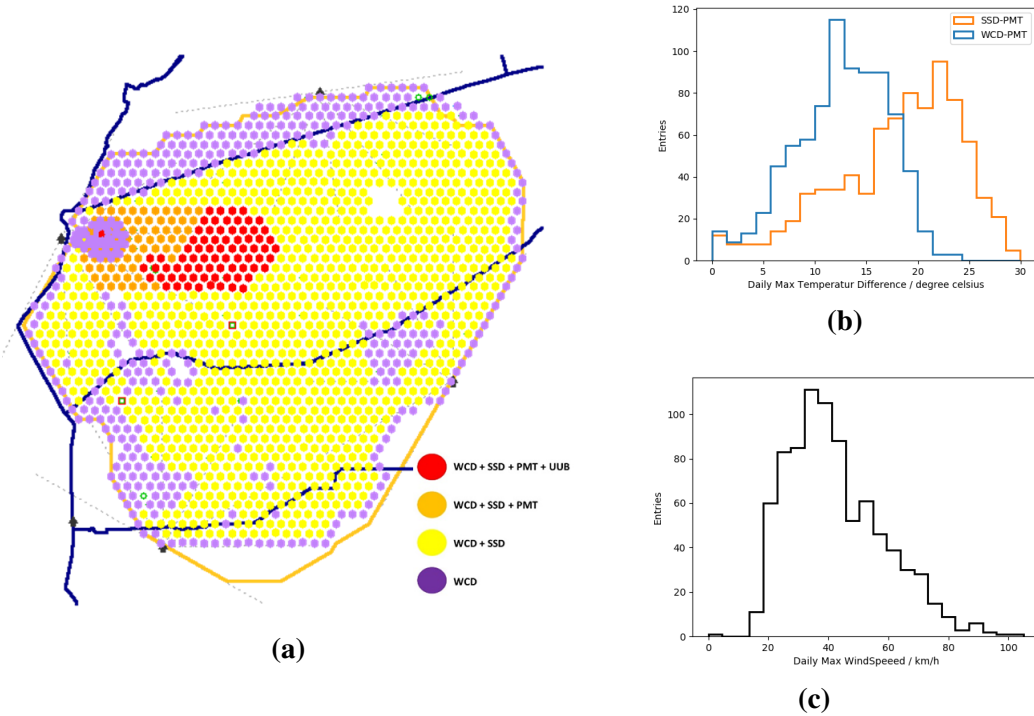 WCD + SSD + PMT + UUB
WCD + SSD + PMT
WCD + SSD
WCD
(a)
120
100
80
60
40
20
0
Entries
SSD-PMT
WCD-PMT
0 5 10 15 20 25 30
Daily Max Temperatur Difference / degree celsius
(b)
100
80
60
40
20
0
Entries
0 20 40 60 80 100
Daily Max WindSpeeed / km/h
(c)